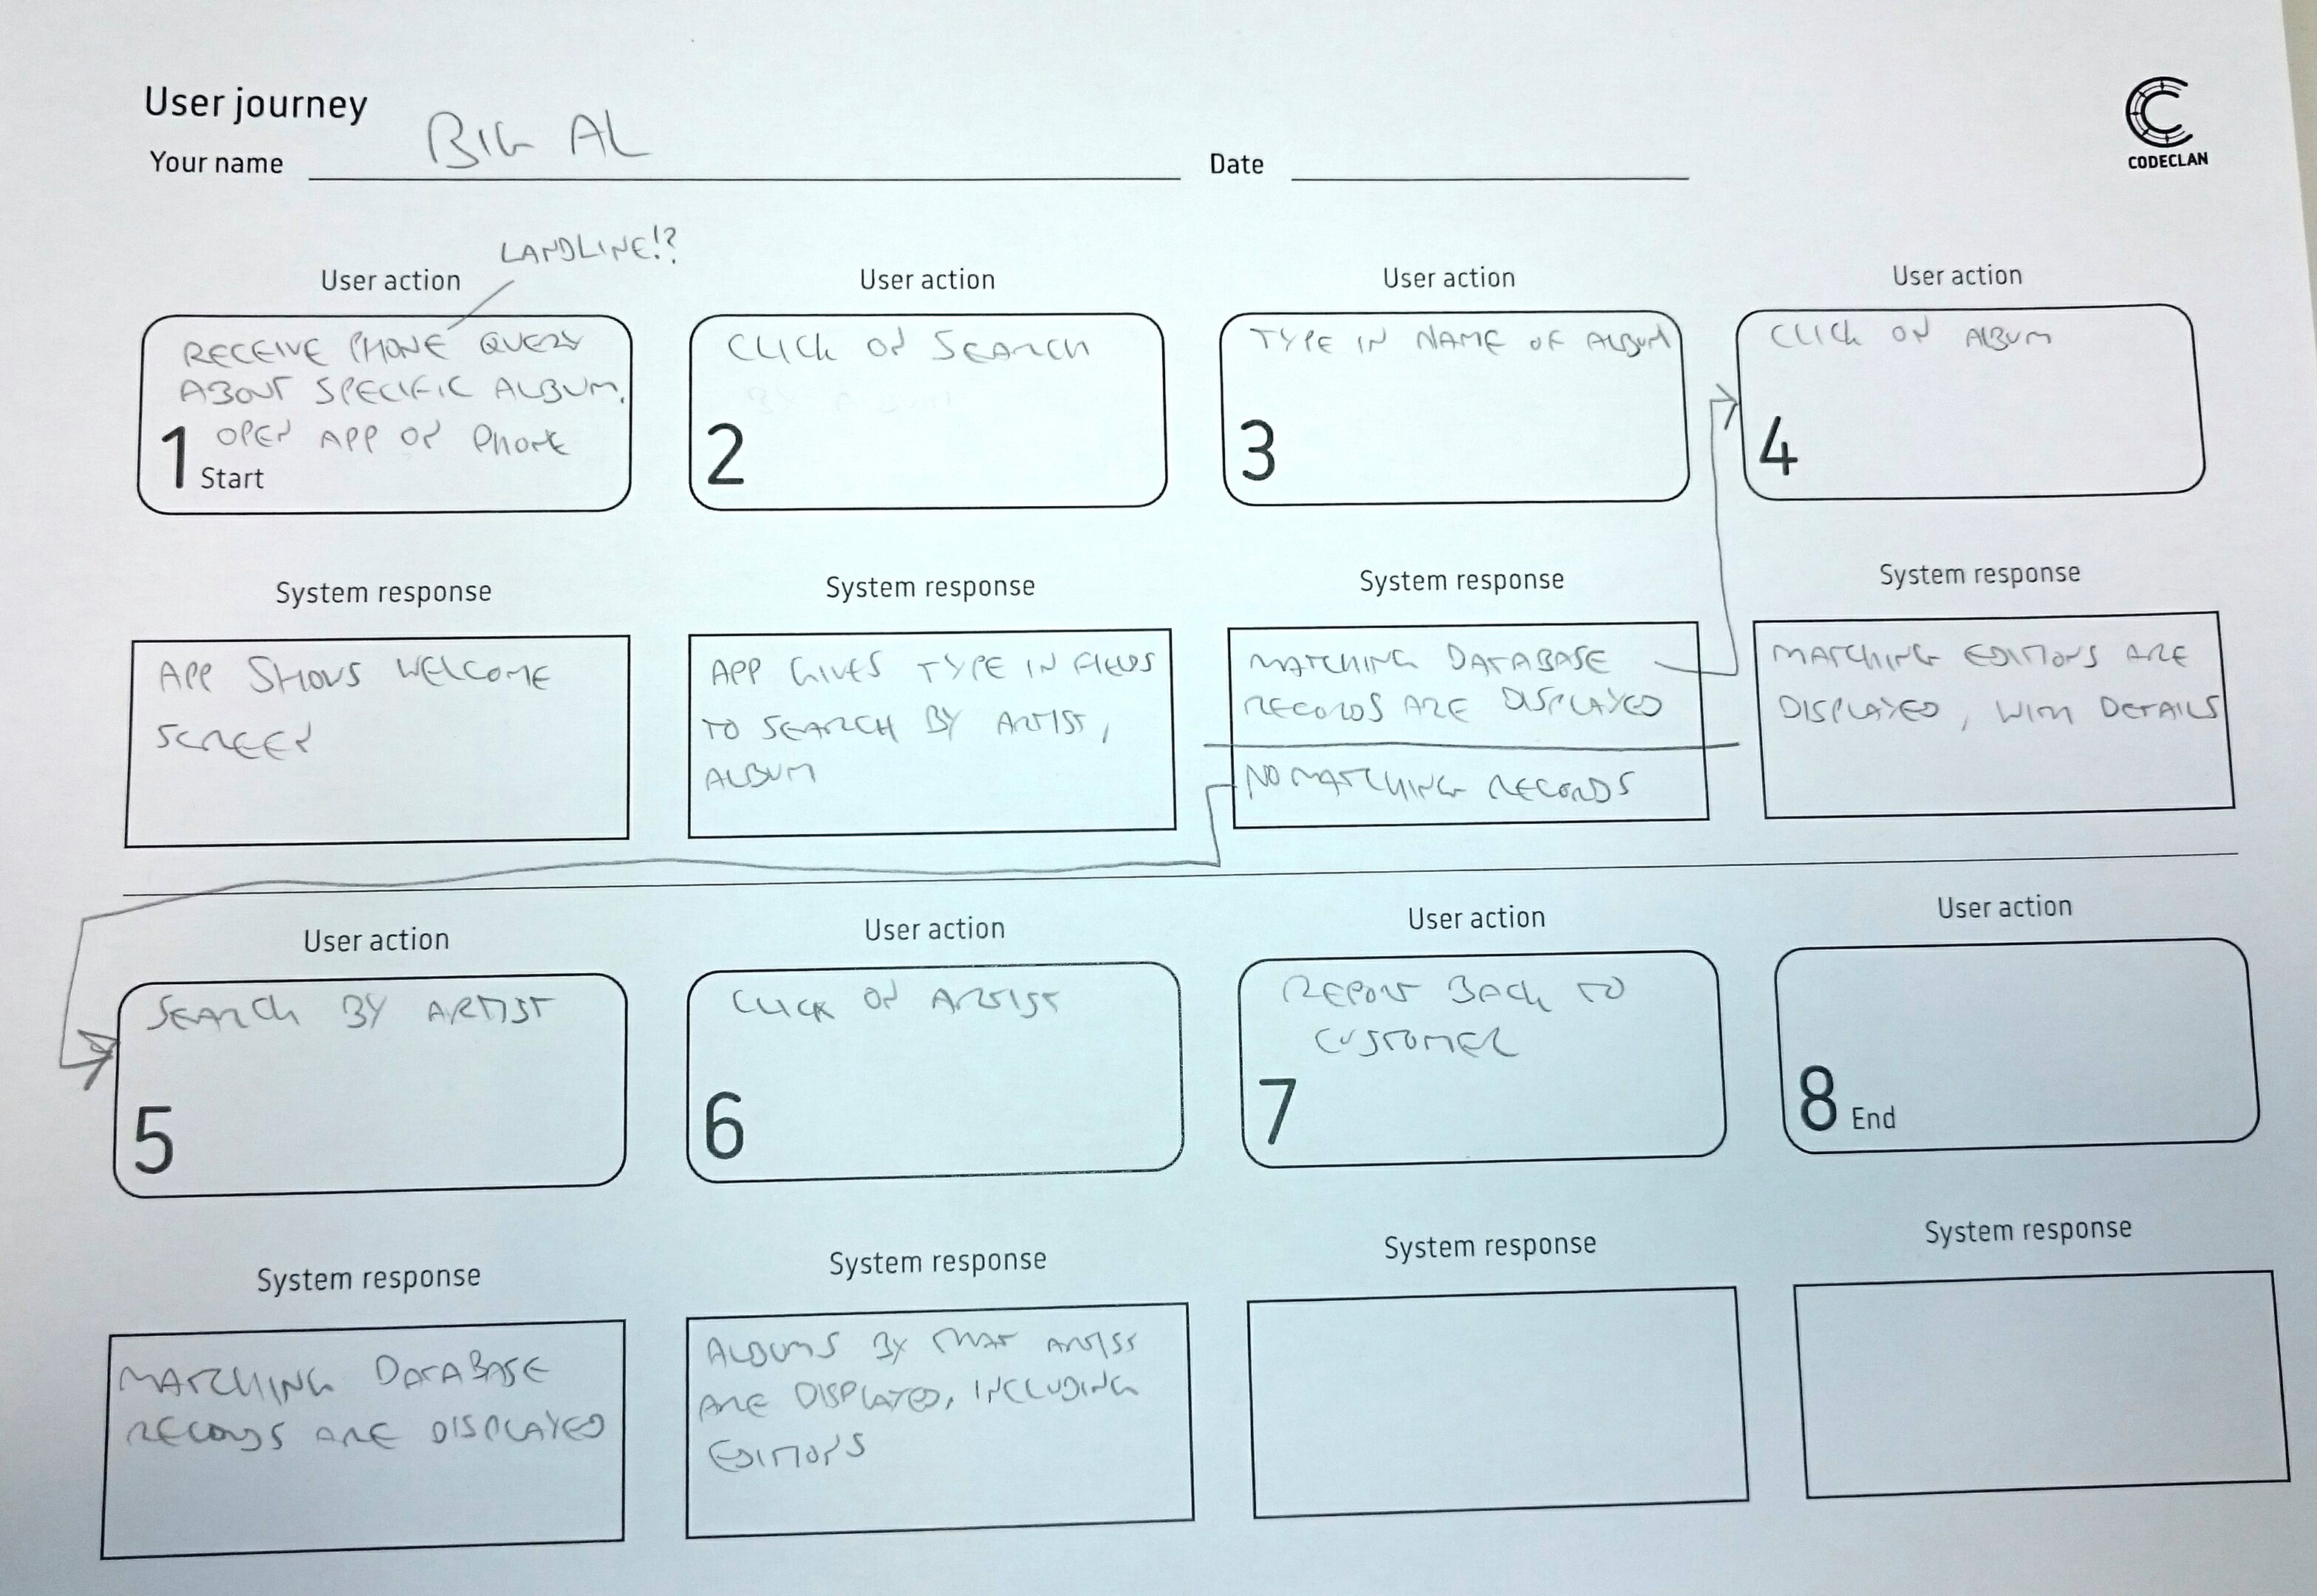 User journey
Your name BIG AL Date
CODECLAN
LANDLINE!?
User action
RECEIVE PHONE QUERY
ABOUT SPECIFIC ALBUM.
OPEN APP ON PHONE
1 Start
User action
CLICK ON SEARCH
2
User action
TYPE IN NAME OF ALBUM
3
User action
CLICK ON ALBUM
4
System response
APP SHOWS WELCOME
SCREEN
System response
APP GIVES TYPE IN FIELDS
TO SEARCH BY ARTIST,
ALBUM
System response
MATCHING DATABASE
RECORDS ARE DISPLAYED
NO MATCHING RECORDS
System response
MATCHING EDITIONS ARE
DISPLAYED, WITH DETAILS
User action
SEARCH BY ARTIST
5
User action
CLICK ON ARTIST
6
User action
REPORT BACK TO
CUSTOMER
7
User action
8 End
System response
MATCHING DATABASE
RECORDS ARE DISPLAYED
System response
ALBUMS BY THAT ARTIST
ARE DISPLAYED, INCLUDING
EDITIONS
System response
System response